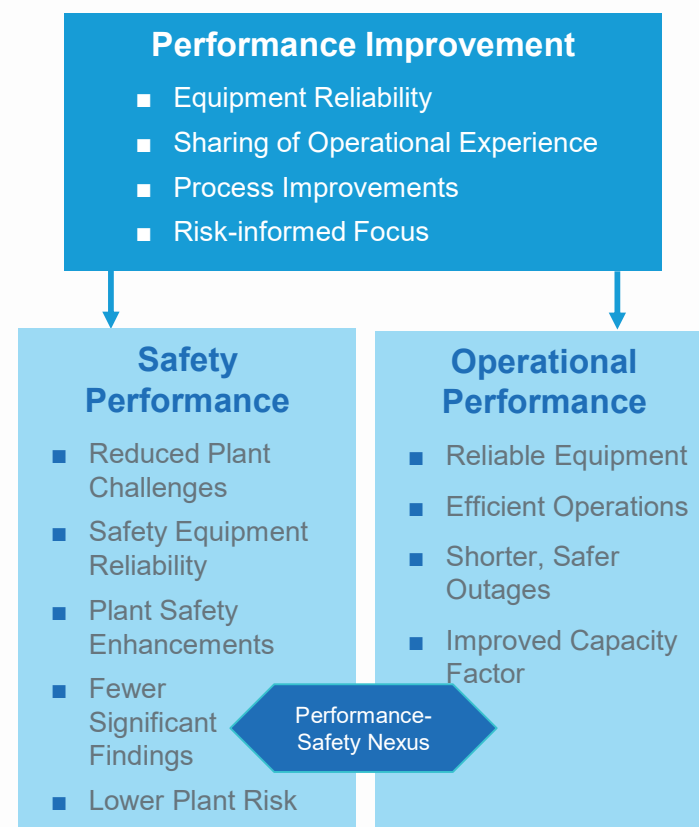 Performance Improvement
■ Equipment Reliability
■ Sharing of Operational Experience
■ Process Improvements
■ Risk-informed Focus
Safety
Performance
■ Reduced Plant
Challenges
■ Safety Equipment
Reliability
■ Plant Safety
Enhancements
■ Fewer
Significant
Findings
■ Lower Plant Risk
Operational
Performance
■ Reliable Equipment
■ Efficient Operations
■ Shorter, Safer
Outages
■ Improved Capacity
Factor
Performance-
Safety Nexus